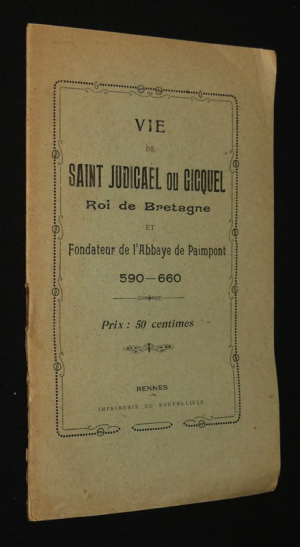 VIE
DE
SAINT JUDICAEL OU GICQUEL
Roi de Bretagne
ET
Fondateur de l'Abbaye de Paimpont
590—660
Prix : 50 centimes
RENNES
IMPRIMERIE DU NOUVELLISTE